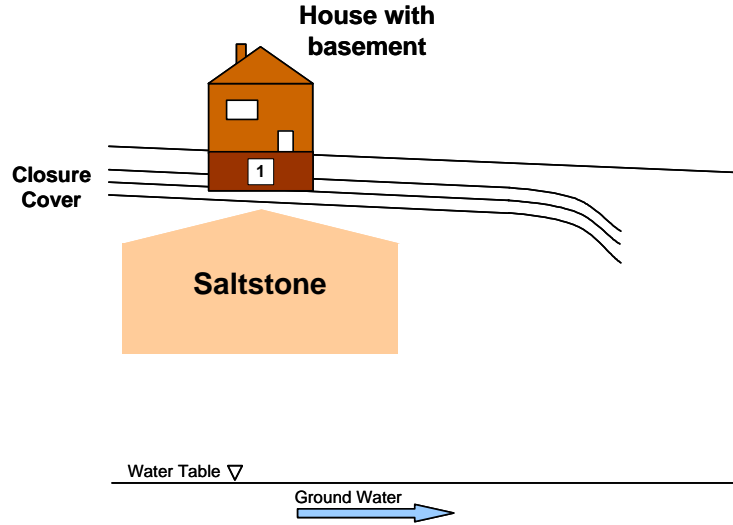 House with
basement
1
Closure
Cover
Saltstone
Water Table
Ground Water